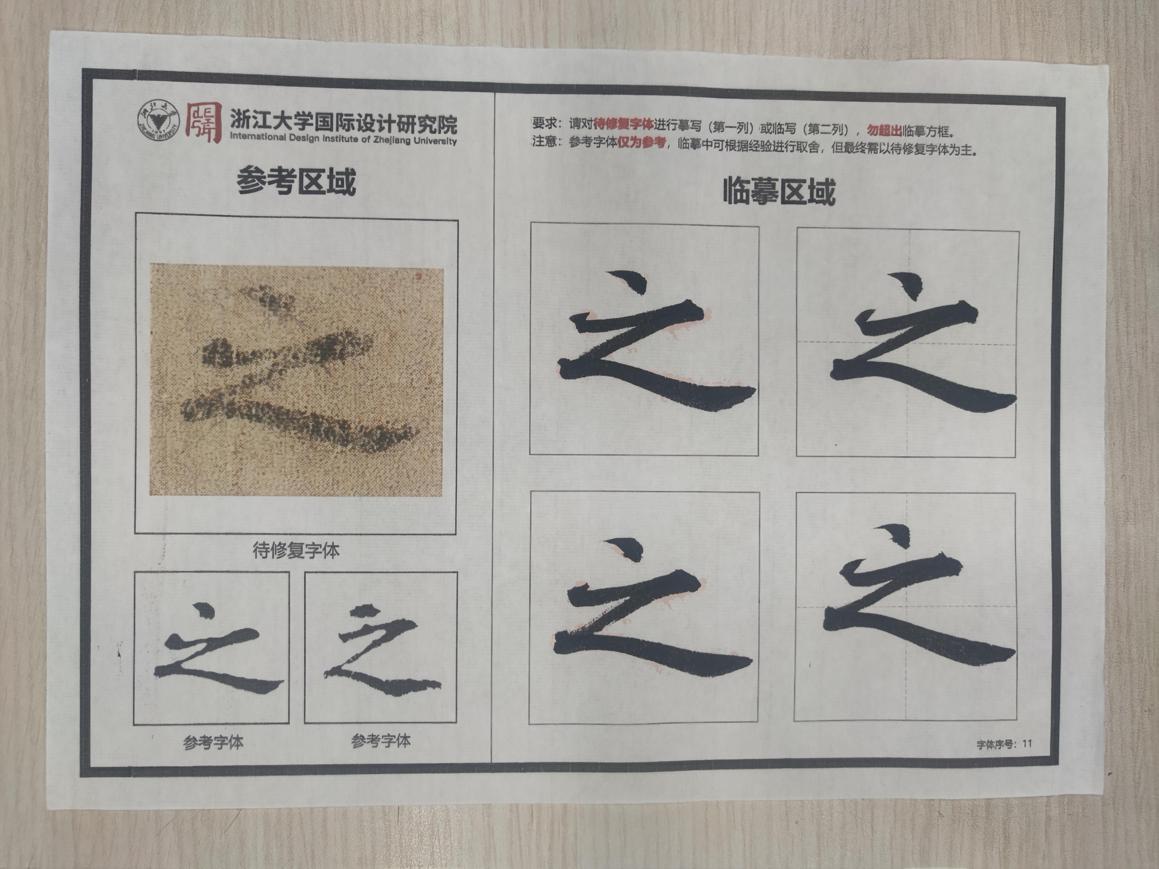 浙江大学国际设计研究院
International Design Institute of Zhejiang University
参考区域
之
待修复字体
之 之
参考字体 参考字体
要求：请对待修复字体进行摹写（第一列）或临写（第二列），勿超出临摹方框。
注意：参考字体仅为参考，临摹中可根据经验进行取舍，但最终需以待修复字体为主。
临摹区域
之 之
之 之
字体序号：11